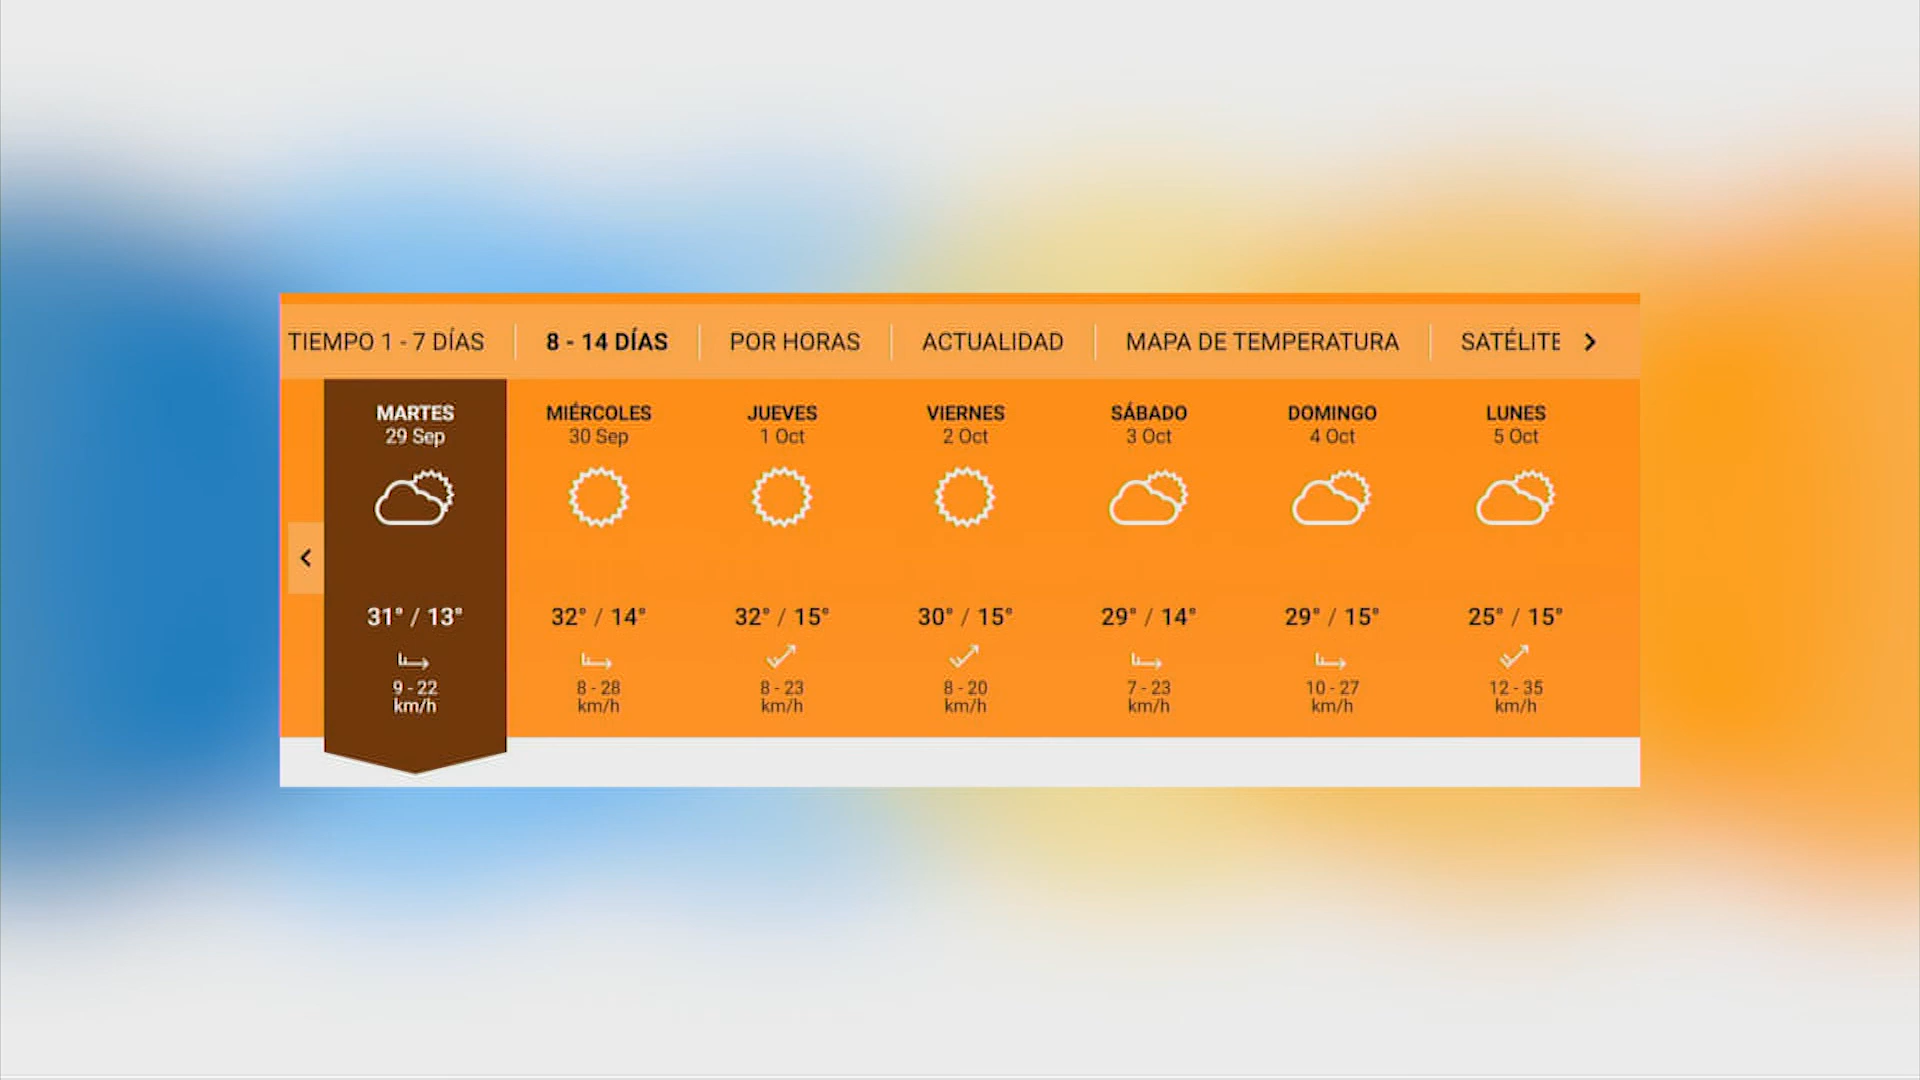 TIEMPO 1 - 7 DÍAS 8 - 14 DÍAS POR HORAS ACTUALIDAD MAPA DE TEMPERATURA SATÉLITE
MARTES MIÉRCOLES JUEVES VIERNES SÁBADO DOMINGO LUNES
29 Sep 30 Sep 1 Oct 2 Oct 3 Oct 4 Oct 5 Oct
31° / 13° 32° / 14° 32° / 15° 30° / 15° 29° / 14° 29° / 15° 25° / 15°
9 - 22 8 - 28 8 - 23 8 - 20 7 - 23 10 - 27 12 - 35
km/h km/h km/h km/h km/h km/h km/h